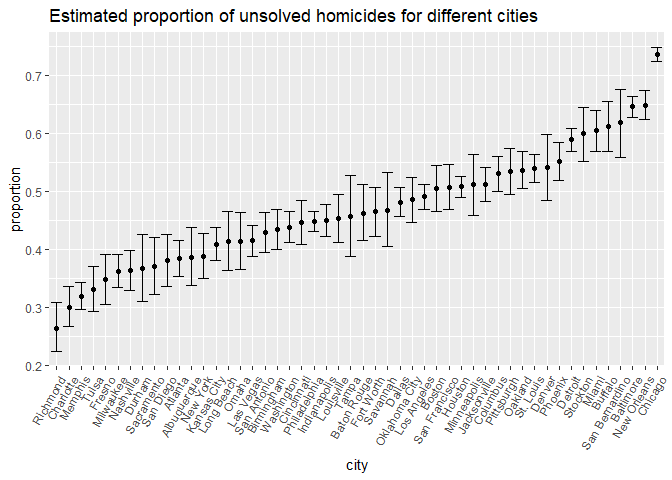 Estimated proportion of unsolved homicides for different cities
0.7
0.6
0.5
0.4
0.3
0.2
proportion
Richmond
Charlotte
Memphis
Tulsa
Fresno
Milwaukee
Nashville
Durham
Sacramento
San Diego
Atlanta
Albuquerque
New York
Kansas City
Long Beach
Omaha
Las Vegas
San Antonio
Birmingham
Washington
Cincinnati
Philadelphia
Indianapolis
Louisville
Tampa
Baton Rouge
Fort Worth
Savannah
Dallas
Oklahoma City
Los Angeles
Boston
San Francisco
Houston
Minneapolis
Jacksonville
Columbus
Pittsburgh
Oakland
St. Louis
Denver
Phoenix
Detroit
Stockton
Miami
Buffalo
San Bernardino
Baltimore
New Orleans
Chicago
city